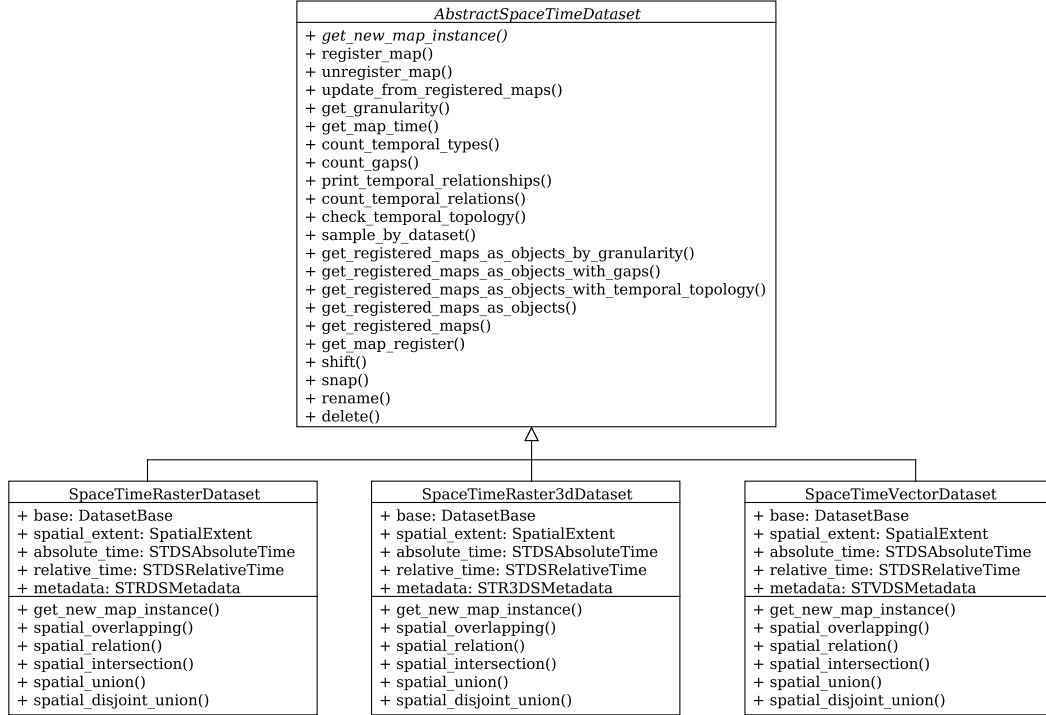 AbstractSpaceTimeDataset
+ get_new_map_instance()
+ register_map()
+ unregister_map()
+ update_from_registered_maps()
+ get_granularity()
+ get_map_time()
+ count_temporal_types()
+ count_gaps()
+ print_temporal_relationships()
+ count_temporal_relations()
+ check_temporal_topology()
+ sample_by_dataset()
+ get_registered_maps_as_objects_by_granularity()
+ get_registered_maps_as_objects_with_gaps()
+ get_registered_maps_as_objects_with_temporal_topology()
+ get_registered_maps_as_objects()
+ get_registered_maps()
+ get_map_register()
+ shift()
+ snap()
+ rename()
+ delete()
SpaceTimeRasterDataset
+ base: DatasetBase
+ spatial_extent: SpatialExtent
+ absolute_time: STDSAbsoluteTime
+ relative_time: STDSRelativeTime
+ metadata: STRDSMetadata
+ get_new_map_instance()
+ spatial_overlapping()
+ spatial_relation()
+ spatial_intersection()
+ spatial_union()
+ spatial_disjoint_union()
SpaceTimeRaster3dDataset
+ base: DatasetBase
+ spatial_extent: SpatialExtent
+ absolute_time: STDSAbsoluteTime
+ relative_time: STDSRelativeTime
+ metadata: STR3DSMetadata
+ get_new_map_instance()
+ spatial_overlapping()
+ spatial_relation()
+ spatial_intersection()
+ spatial_union()
+ spatial_disjoint_union()
SpaceTimeVectorDataset
+ base: DatasetBase
+ spatial_extent: SpatialExtent
+ absolute_time: STDSAbsoluteTime
+ relative_time: STDSRelativeTime
+ metadata: STVDSMetadata
+ get_new_map_instance()
+ spatial_overlapping()
+ spatial_relation()
+ spatial_intersection()
+ spatial_union()
+ spatial_disjoint_union()